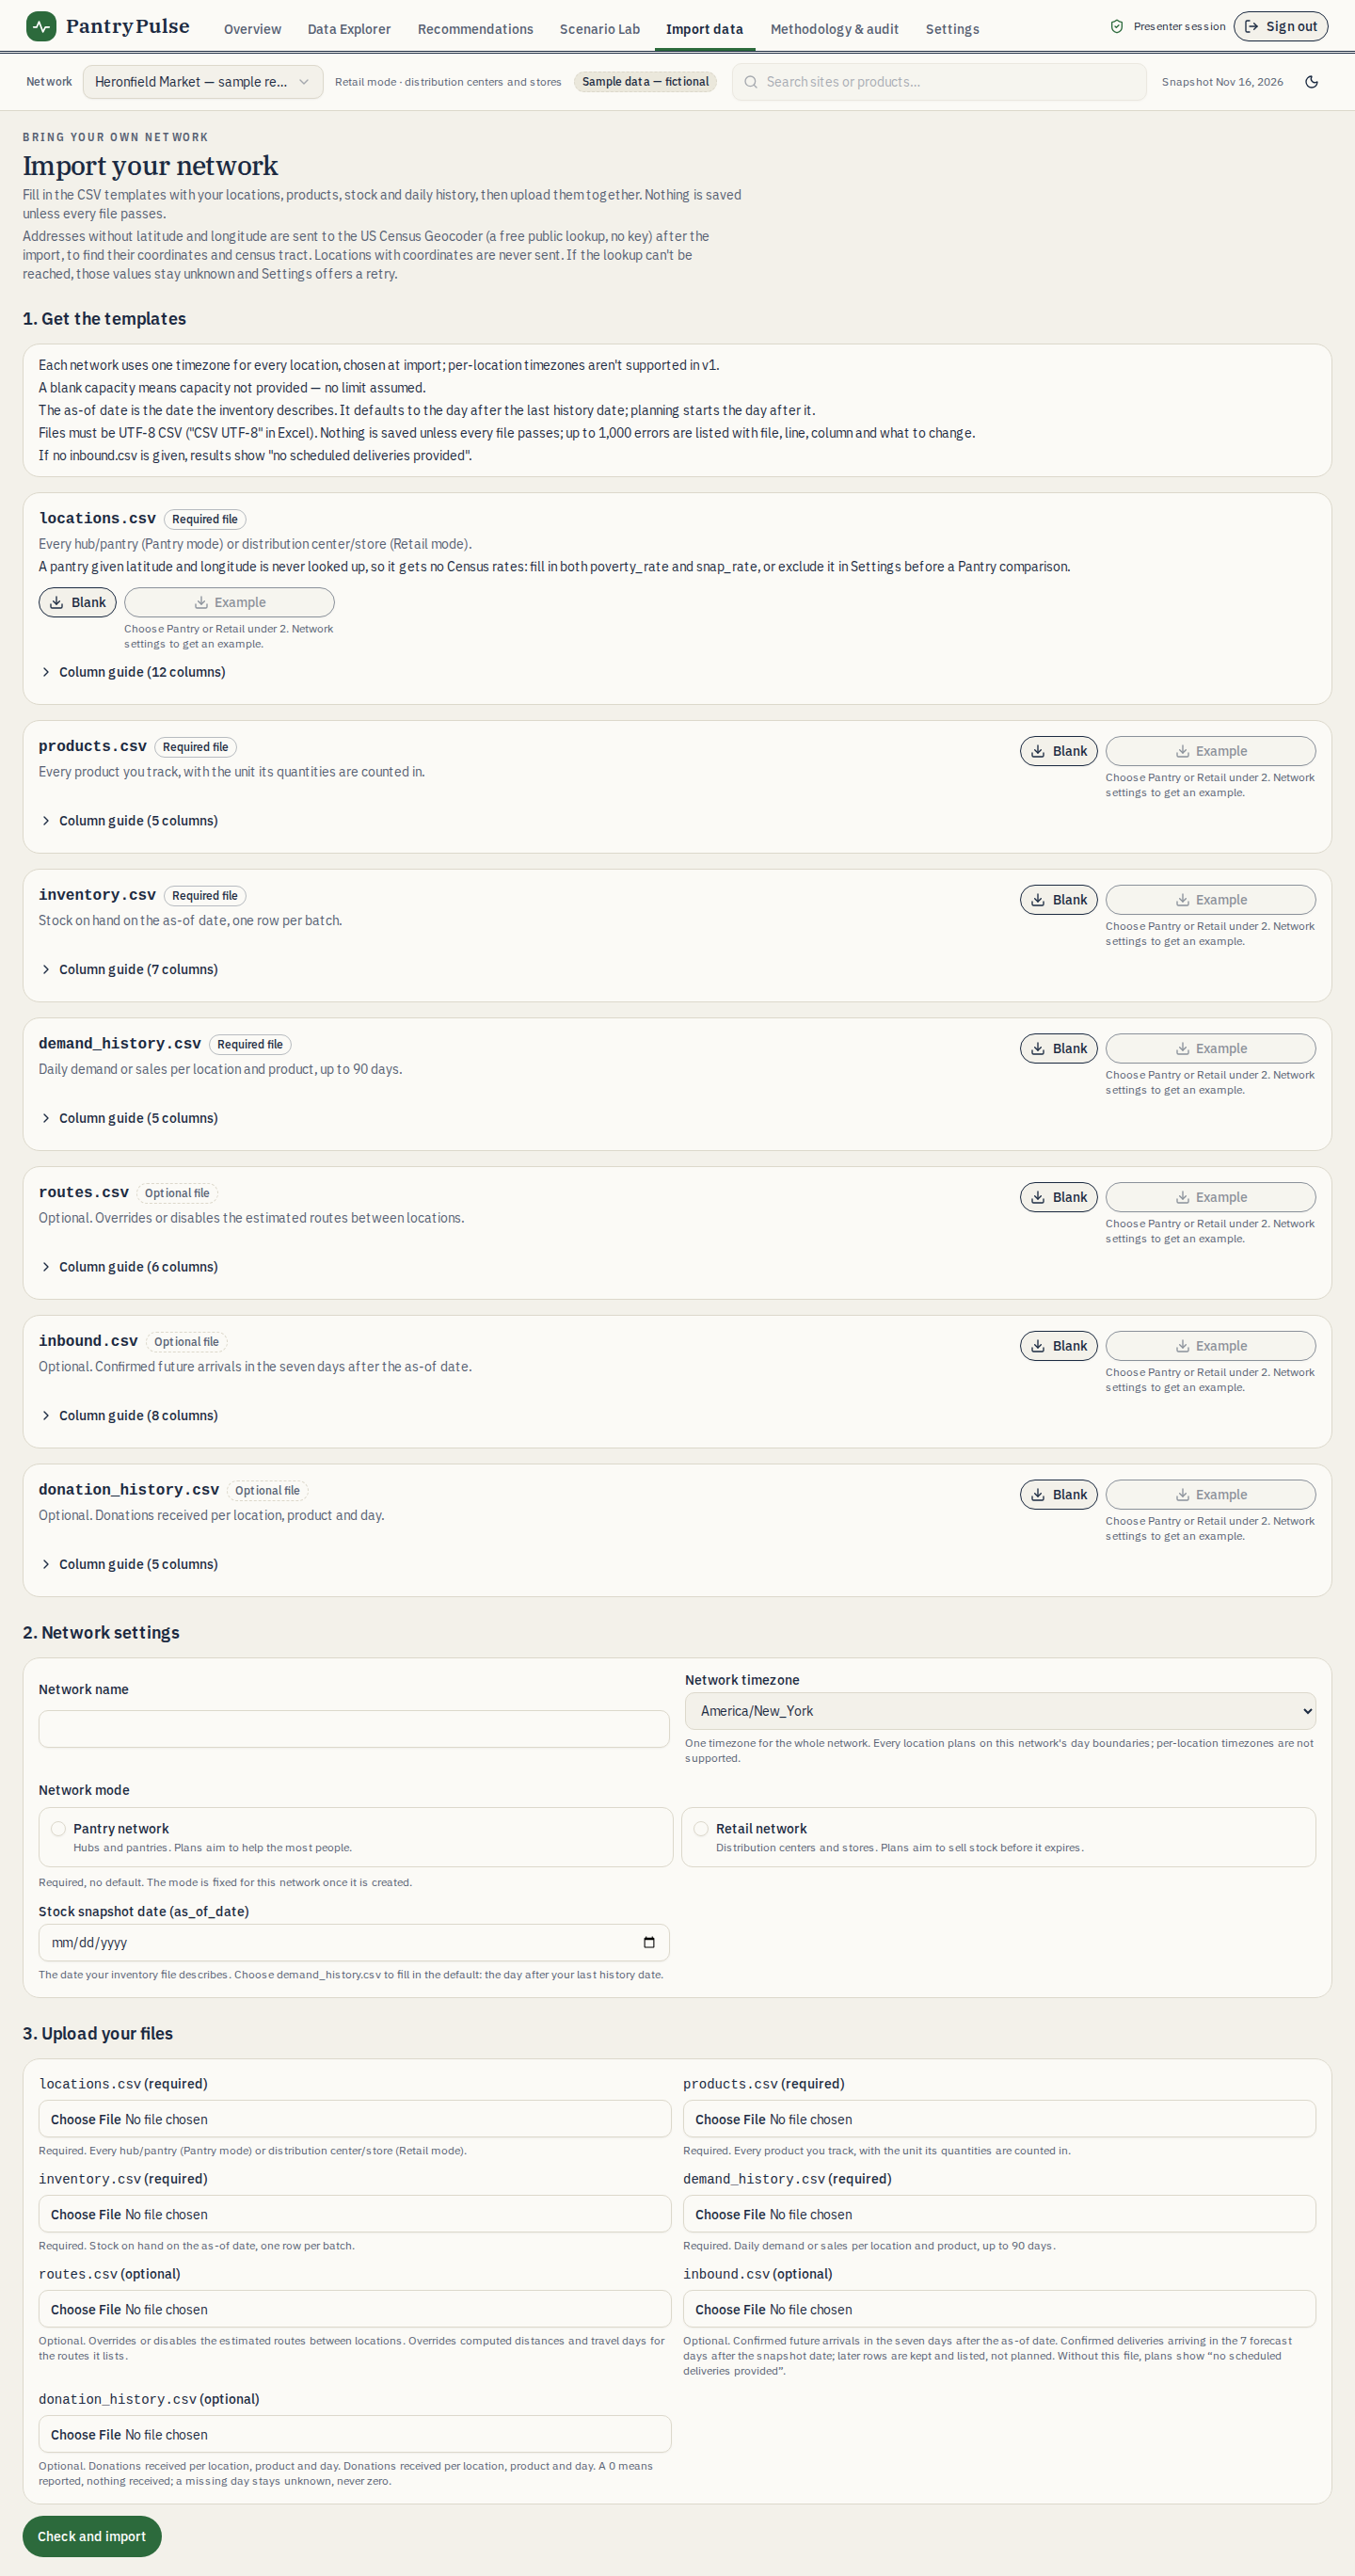 PantryPulse
Overview
Data Explorer
Recommendations
Scenario Lab
Import data
Methodology & audit
Settings
Presenter session
Sign out
Network
Heronfield Market — sample re...
Retail mode · distribution centers and stores
Sample data — fictional
Search sites or products...
Snapshot Nov 16, 2026
BRING YOUR OWN NETWORK
Import your network
Fill in the CSV templates with your locations, products, stock and daily history, then upload them together. Nothing is saved
unless every file passes.
Addresses without latitude and longitude are sent to the US Census Geocoder (a free public lookup, no key) after the
import, to find their coordinates and census tract. Locations with coordinates are never sent. If the lookup can't be
reached, those values stay unknown and Settings offers a retry.
1. Get the templates
Each network uses one timezone for every location, chosen at import; per-location timezones aren't supported in v1.
A blank capacity means capacity not provided — no limit assumed.
The as-of date is the date the inventory describes. It defaults to the day after the last history date; planning starts the day after it.
Files must be UTF-8 CSV ("CSV UTF-8" in Excel). Nothing is saved unless every file passes; up to 1,000 errors are listed with file, line, column and what to change.
If no inbound.csv is given, results show "no scheduled deliveries provided".
locations.csv
Required file
Every hub/pantry (Pantry mode) or distribution center/store (Retail mode).
A pantry given latitude and longitude is never looked up, so it gets no Census rates: fill in both poverty_rate and snap_rate, or exclude it in Settings before a Pantry comparison.
Blank
Example
Choose Pantry or Retail under 2. Network
settings to get an example.
Column guide (12 columns)
products.csv
Required file
Every product you track, with the unit its quantities are counted in.
Blank
Example
Choose Pantry or Retail under 2. Network
settings to get an example.
Column guide (5 columns)
inventory.csv
Required file
Stock on hand on the as-of date, one row per batch.
Blank
Example
Choose Pantry or Retail under 2. Network
settings to get an example.
Column guide (7 columns)
demand_history.csv
Required file
Daily demand or sales per location and product, up to 90 days.
Blank
Example
Choose Pantry or Retail under 2. Network
settings to get an example.
Column guide (5 columns)
routes.csv
Optional file
Optional. Overrides or disables the estimated routes between locations.
Blank
Example
Choose Pantry or Retail under 2. Network
settings to get an example.
Column guide (6 columns)
inbound.csv
Optional file
Optional. Confirmed future arrivals in the seven days after the as-of date.
Blank
Example
Choose Pantry or Retail under 2. Network
settings to get an example.
Column guide (8 columns)
donation_history.csv
Optional file
Optional. Donations received per location, product and day.
Blank
Example
Choose Pantry or Retail under 2. Network
settings to get an example.
Column guide (5 columns)
2. Network settings
Network name
Network timezone
America/New_York
One timezone for the whole network. Every location plans on this network's day boundaries; per-location timezones are not
supported.
Network mode
Pantry network
Hubs and pantries. Plans aim to help the most people.
Retail network
Distribution centers and stores. Plans aim to sell stock before it expires.
Required, no default. The mode is fixed for this network once it is created.
Stock snapshot date (as_of_date)
mm/dd/yyyy
The date your inventory file describes. Choose demand_history.csv to fill in the default: the day after your last history date.
3. Upload your files
locations.csv (required)
Choose File No file chosen
Required. Every hub/pantry (Pantry mode) or distribution center/store (Retail mode).
products.csv (required)
Choose File No file chosen
Required. Every product you track, with the unit its quantities are counted in.
inventory.csv (required)
Choose File No file chosen
Required. Stock on hand on the as-of date, one row per batch.
demand_history.csv (required)
Choose File No file chosen
Required. Daily demand or sales per location and product, up to 90 days.
routes.csv (optional)
Choose File No file chosen
Optional. Overrides or disables the estimated routes between locations. Overrides computed distances and travel days for
the routes it lists.
inbound.csv (optional)
Choose File No file chosen
Optional. Confirmed future arrivals in the seven days after the as-of date. Confirmed deliveries arriving in the 7 forecast
days after the snapshot date; later rows are kept and listed, not planned. Without this file, plans show “no scheduled
deliveries provided”.
donation_history.csv (optional)
Choose File No file chosen
Optional. Donations received per location, product and day. Donations received per location, product and day. A 0 means
reported, nothing received; a missing day stays unknown, never zero.
Check and import